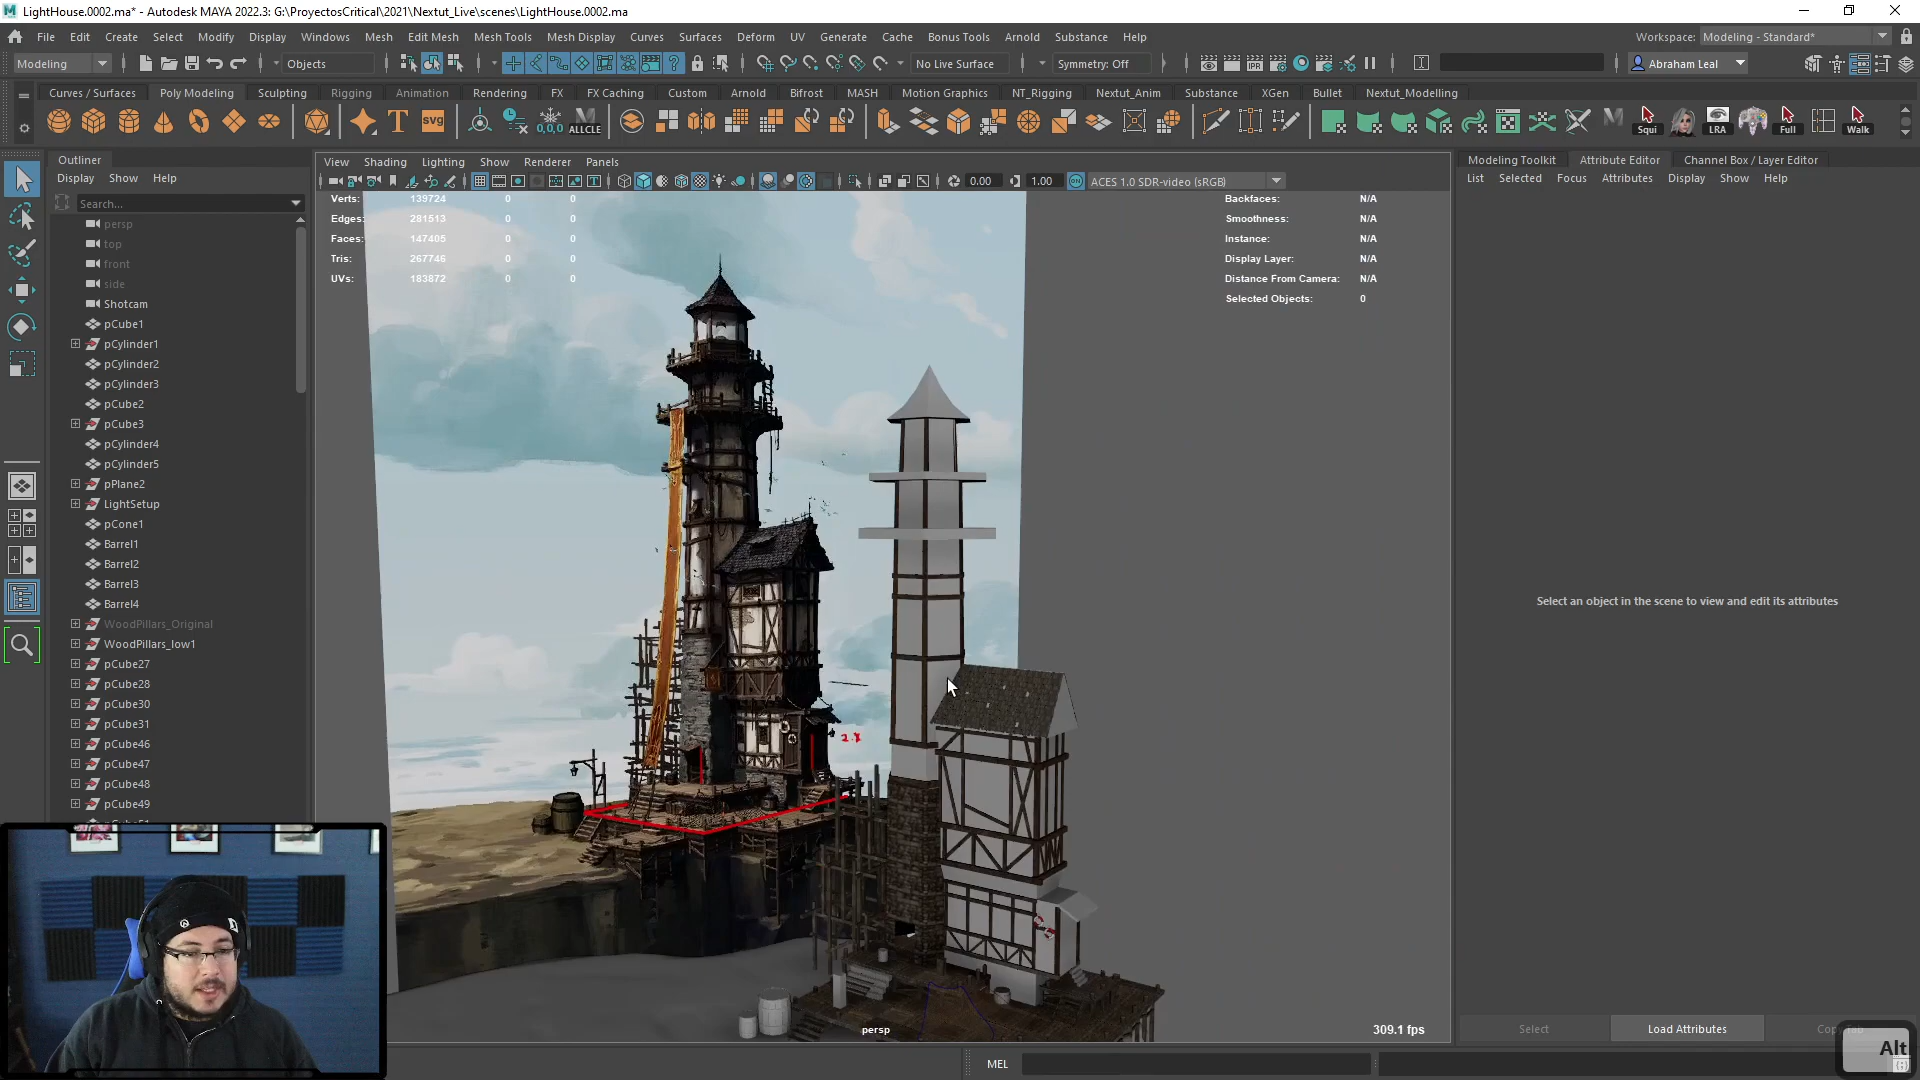 LightHouse.0002.ma* - Autodesk MAYA 2022.3: G:\ProyectosCritical\2021\Nextut_Live\scenes\LightHouse.0002.ma
File Edit Create Select Modify Display Windows Mesh Edit Mesh Mesh Tools Mesh Display Curves Surfaces Deform UV Generate Cache Bonus Tools Arnold Substance Help
Workspace: Modeling - Standard*
Modeling Objects No Live Surface Symmetry: Off Abraham Leal
Curves / Surfaces Poly Modeling Sculpting Rigging Animation Rendering FX FX Caching Custom Arnold Bifrost MASH Motion Graphics NT_Rigging Nextut_Anim Substance XGen Bullet Nextut_Modelling
T svg 0,0,0 ALLCLE Squi LRA Full Walk
Outliner
Display Show Help
Search...
persp
top
front
side
Shotcam
pCube1
pCylinder1
pCylinder2
pCylinder3
pCube2
pCube3
pCylinder4
pCylinder5
pPlane2
LightSetup
pCone1
Barrel1
Barrel2
Barrel3
Barrel4
WoodPillars_Original
WoodPillars_low1
pCube27
pCube28
pCube30
pCube31
pCube46
pCube47
pCube48
pCube49
View Shading Lighting Show Renderer Panels
0.00 1.00 ON ACES 1.0 SDR-video (sRGB)
Verts: 139724 0 0
Edges: 281513 0 0
Faces: 147405 0 0
Tris: 267746 0 0
UVs: 183872 0 0
Backfaces: N/A
Smoothness: N/A
Instance: N/A
Display Layer: N/A
Distance From Camera: N/A
Selected Objects: 0
persp
309.1 fps
Modeling Toolkit Attribute Editor Channel Box / Layer Editor
List Selected Focus Attributes Display Show Help
Select an object in the scene to view and edit its attributes
Select Load Attributes
MEL
Alt